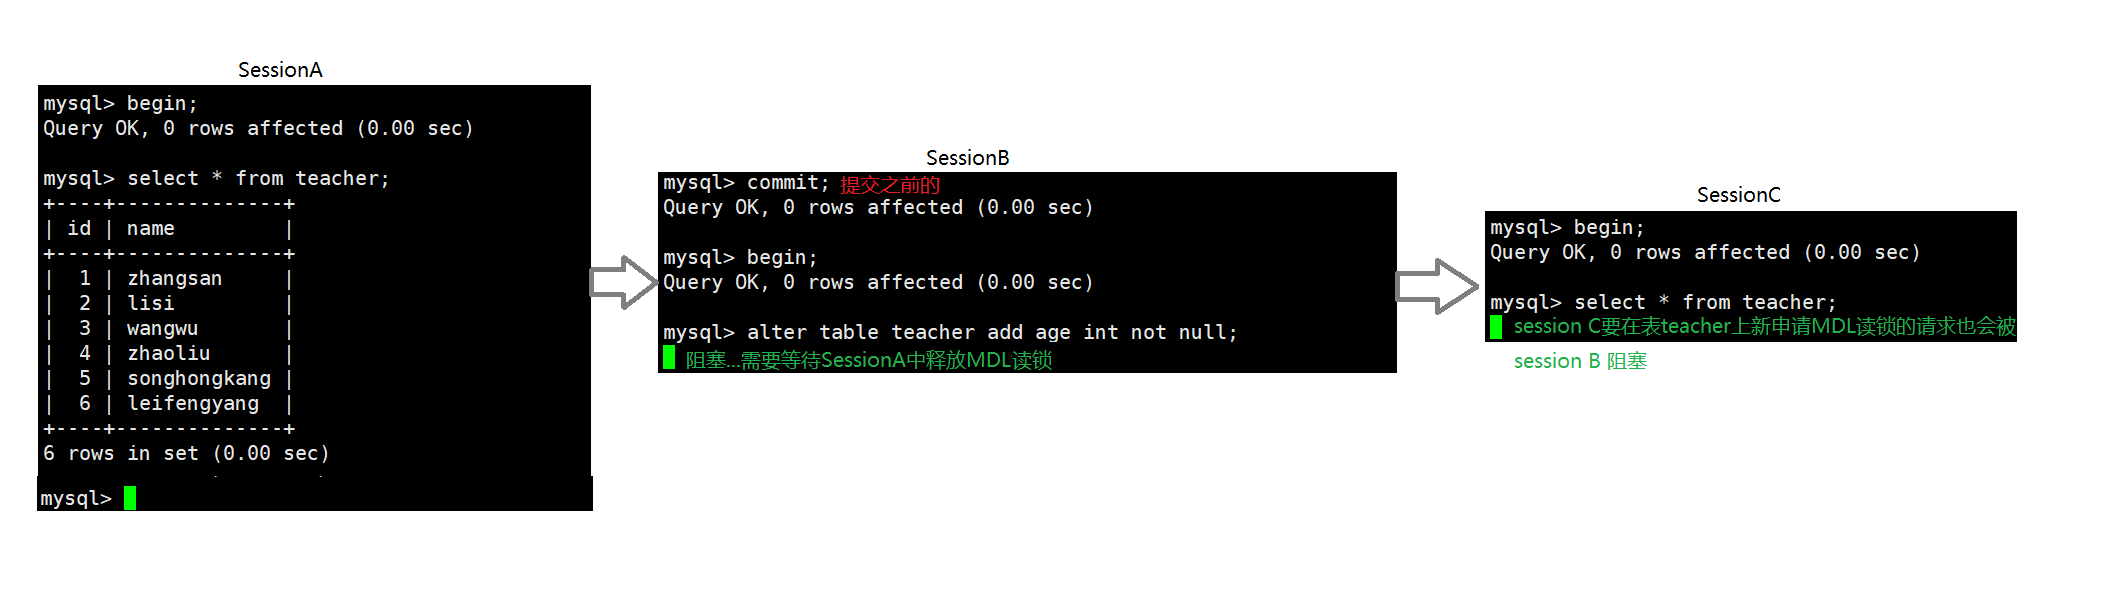 SessionA
mysql> begin;
Query OK, 0 rows affected (0.00 sec)
mysql> select * from teacher;
+----+--------------+
| id | name         |
+----+--------------+
|  1 | zhangsan     |
|  2 | lisi         |
|  3 | wangwu       |
|  4 | zhaoliu      |
|  5 | songhongkang |
|  6 | leifengyang  |
+----+--------------+
6 rows in set (0.00 sec)
mysql>
SessionB
mysql> commit; 提交之前的
Query OK, 0 rows affected (0.00 sec)
mysql> begin;
Query OK, 0 rows affected (0.00 sec)
mysql> alter table teacher add age int not null;
阻塞...需要等待SessionA中释放MDL读锁
SessionC
mysql> begin;
Query OK, 0 rows affected (0.00 sec)
mysql> select * from teacher;
session C要在表teacher上新申请MDL读锁的请求也会被
session B 阻塞